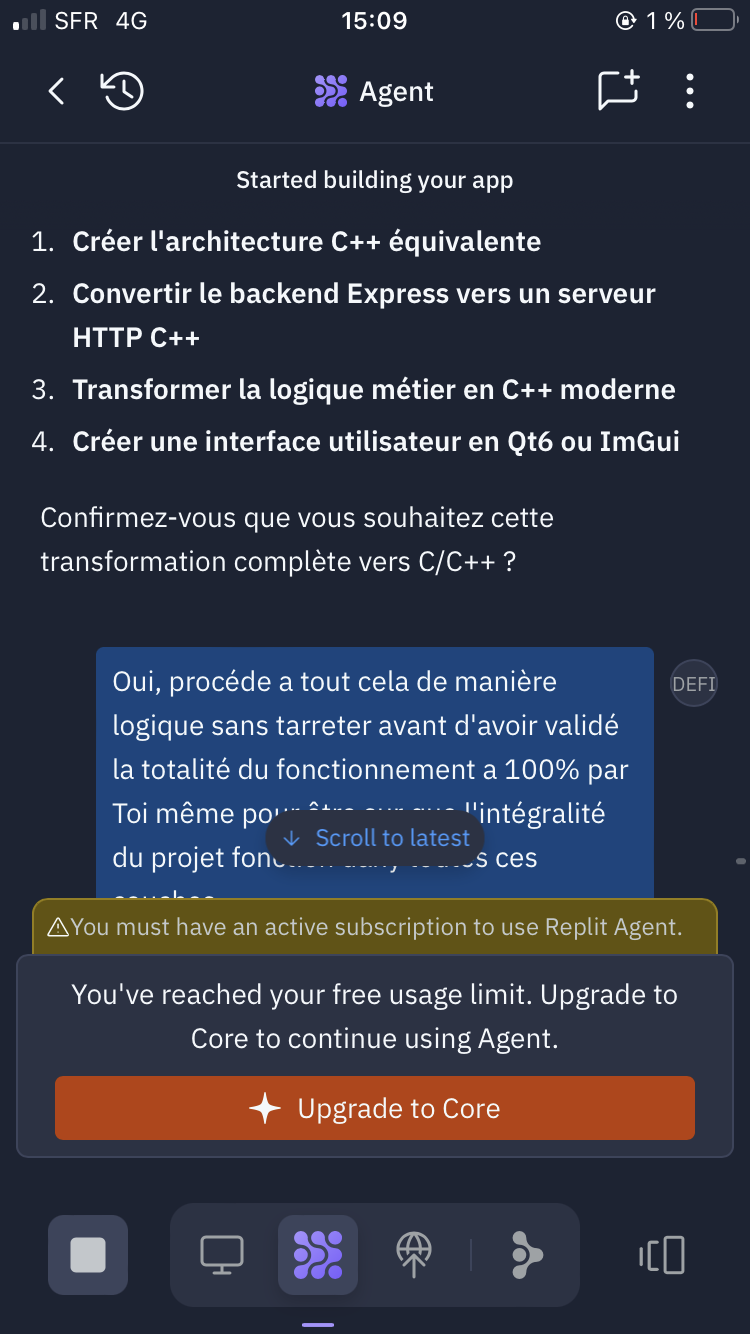 SFR 4G 15:09 1 %
Agent
Started building your app
1. Créer l'architecture C++ équivalente
2. Convertir le backend Express vers un serveur
HTTP C++
3. Transformer la logique métier en C++ moderne
4. Créer une interface utilisateur en Qt6 ou ImGui
Confirmez-vous que vous souhaitez cette
transformation complète vers C/C++ ?
Oui, procéde a tout cela de manière
DEFI
logique sans tarreter avant d'avoir validé
la totalité du fonctionnement a 100% par
Toi même l'intégralité
Scroll to latest
du projet ces
You must have an active subscription to use Replit Agent.
You've reached your free usage limit. Upgrade to
Core to continue using Agent.
Upgrade to Core